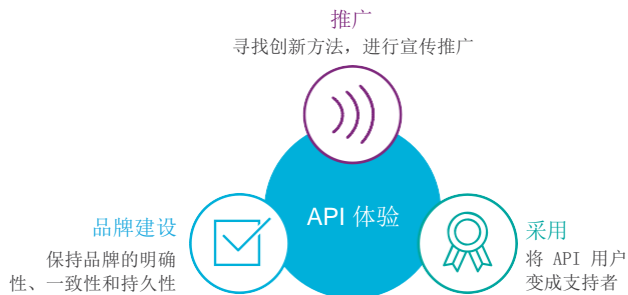 推广
寻找创新方法，进行宣传推广
API 体验
品牌建设
保持品牌的明确
性、一致性和持久性
采用
将 API 用户
变成支持者